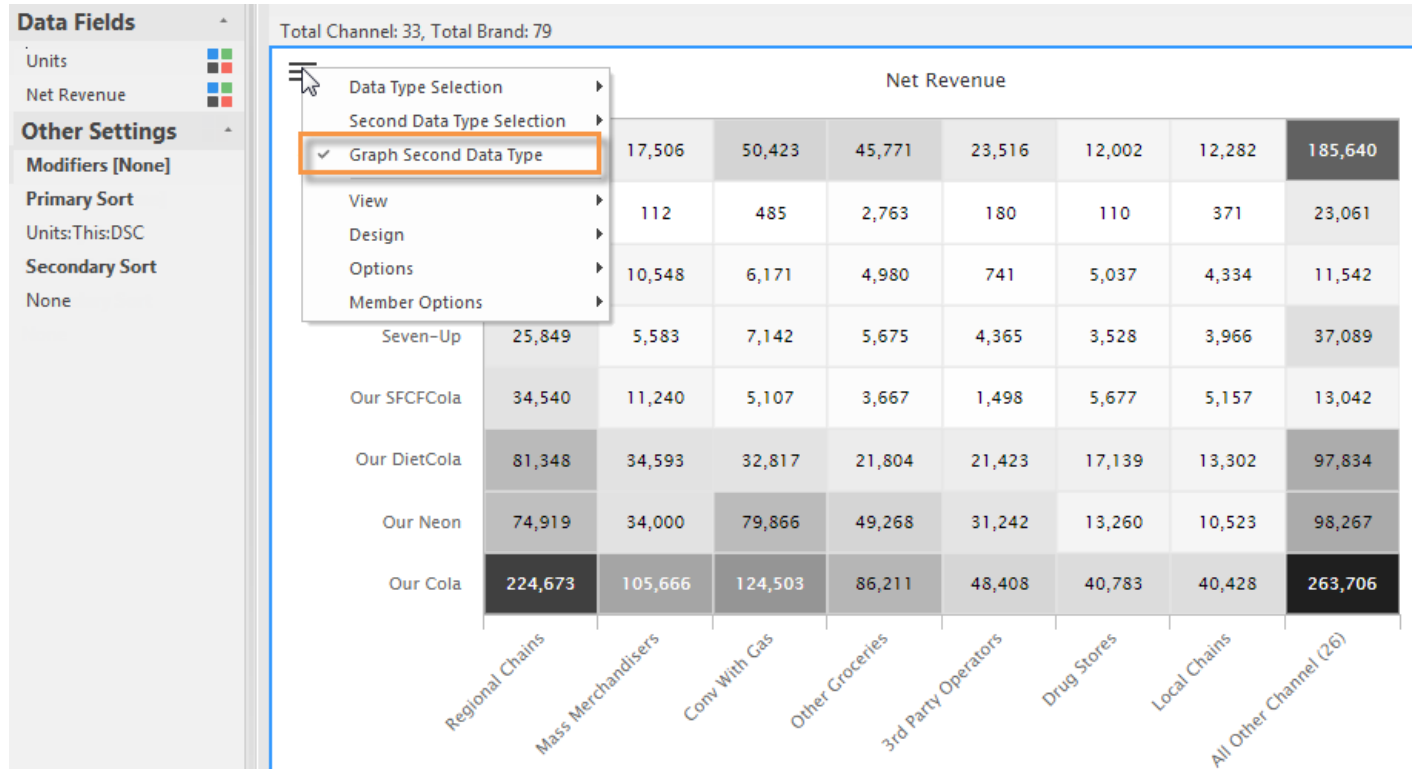 Data Fields
Units
Net Revenue
Other Settings
Modifiers [None]
Primary Sort
Units:This:DSC
Secondary Sort
None
Total Channel: 33, Total Brand: 79
Net Revenue
Data Type Selection
Second Data Type Selection
Graph Second Data Type
View
Design
Options
Member Options
17,506 50,423 45,771 23,516 12,002 12,282 185,640
112 485 2,763 180 110 371 23,061
10,548 6,171 4,980 741 5,037 4,334 11,542
Seven-Up 25,849 5,583 7,142 5,675 4,365 3,528 3,966 37,089
Our SFCFCola 34,540 11,240 5,107 3,667 1,498 5,677 5,157 13,042
Our DietCola 81,348 34,593 32,817 21,804 21,423 17,139 13,302 97,834
Our Neon 74,919 34,000 79,866 49,268 31,242 13,260 10,523 98,267
Our Cola 224,673 105,666 124,503 86,211 48,408 40,783 40,428 263,706
Regional Chains
Mass Merchandisers
Conv With Gas
Other Groceries
3rd Party Operators
Drug Stores
Local Chains
All Other Channel (26)